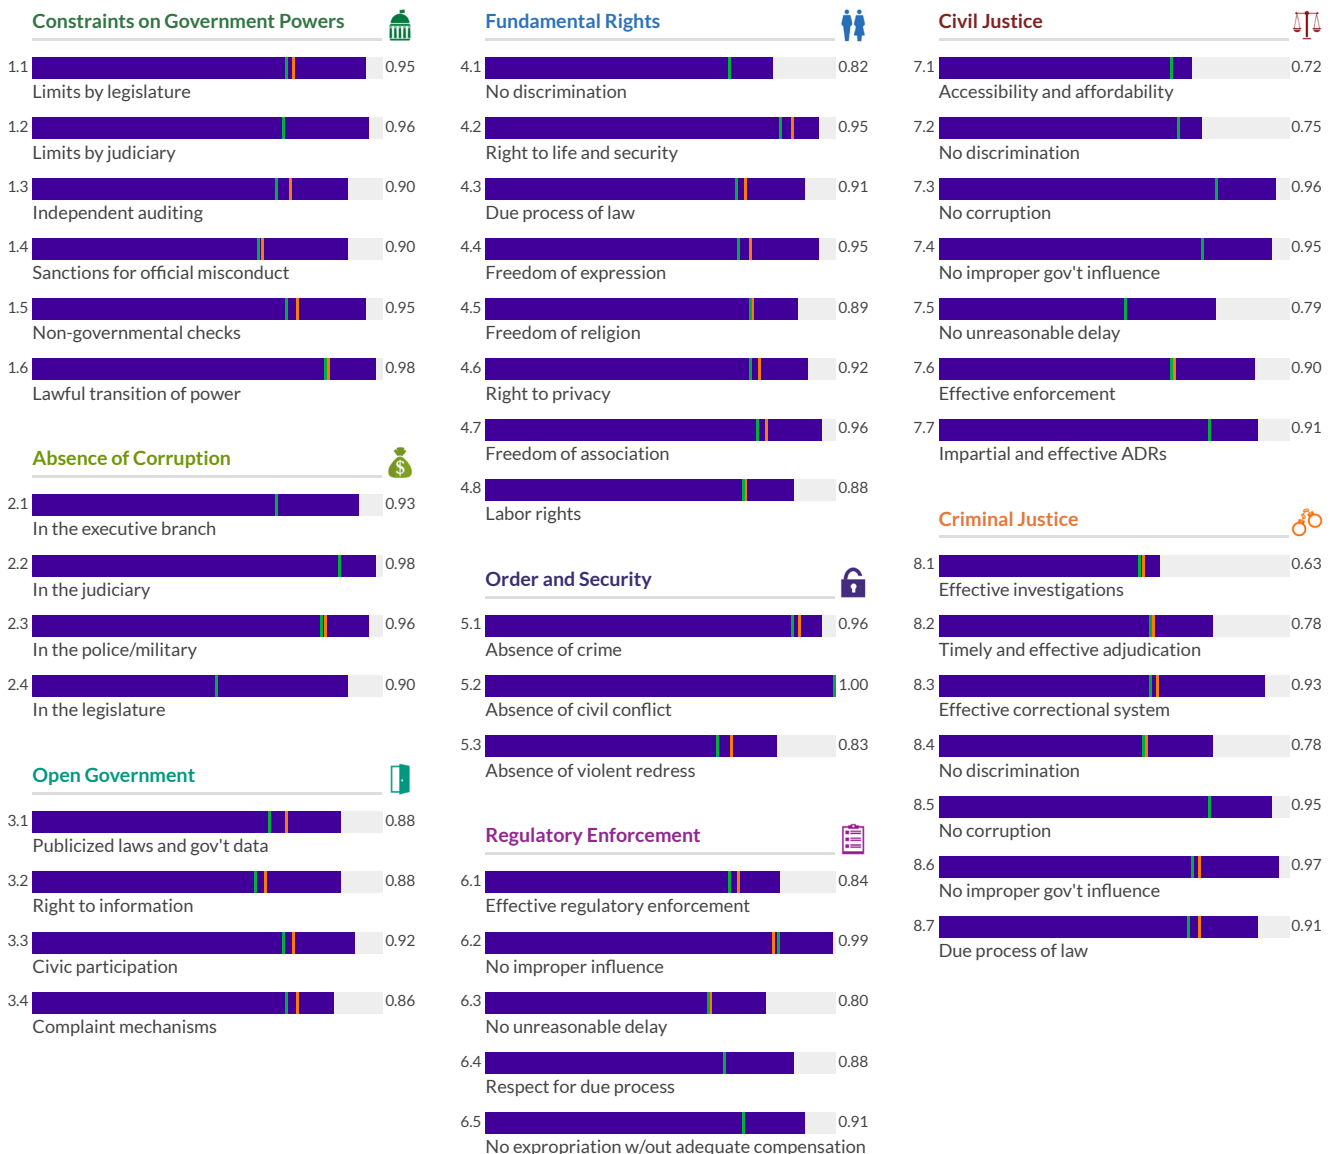 Constraints on Government Powers
1.1 0.95
Limits by legislature
1.2 0.96
Limits by judiciary
1.3 0.90
Independent auditing
1.4 0.90
Sanctions for official misconduct
1.5 0.95
Non-governmental checks
1.6 0.98
Lawful transition of power
Absence of Corruption
$
2.1 0.93
In the executive branch
2.2 0.98
In the judiciary
2.3 0.96
In the police/military
2.4 0.90
In the legislature
Open Government
3.1 0.88
Publicized laws and gov't data
3.2 0.88
Right to information
3.3 0.92
Civic participation
3.4 0.86
Complaint mechanisms
Fundamental Rights
4.1 0.82
No discrimination
4.2 0.95
Right to life and security
4.3 0.91
Due process of law
4.4 0.95
Freedom of expression
4.5 0.89
Freedom of religion
4.6 0.92
Right to privacy
4.7 0.96
Freedom of association
4.8 0.88
Labor rights
Order and Security
5.1 0.96
Absence of crime
5.2 1.00
Absence of civil conflict
5.3 0.83
Absence of violent redress
Regulatory Enforcement
6.1 0.84
Effective regulatory enforcement
6.2 0.99
No improper influence
6.3 0.80
No unreasonable delay
6.4 0.88
Respect for due process
6.5 0.91
No expropriation w/out adequate compensation
Civil Justice
7.1 0.72
Accessibility and affordability
7.2 0.75
No discrimination
7.3 0.96
No corruption
7.4 0.95
No improper gov't influence
7.5 0.79
No unreasonable delay
7.6 0.90
Effective enforcement
7.7 0.91
Impartial and effective ADRs
Criminal Justice
8.1 0.63
Effective investigations
8.2 0.78
Timely and effective adjudication
8.3 0.93
Effective correctional system
8.4 0.78
No discrimination
8.5 0.95
No corruption
8.6 0.97
No improper gov't influence
8.7 0.91
Due process of law